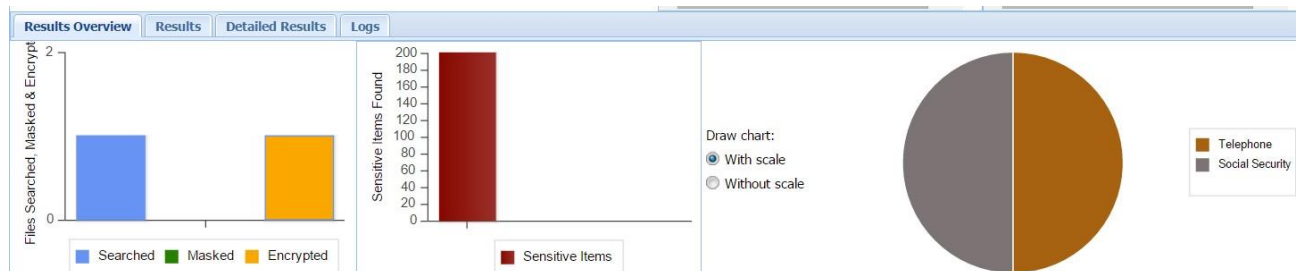 Results Overview
Results
Detailed Results
Logs
Files Searched, Masked & Encrypt
2
0
Searched
Masked
Encrypted
Sensitive Items Found
200
180
160
140
120
100
80
60
40
20
0
Sensitive Items
Draw chart:
With scale
Without scale
Telephone
Social Security